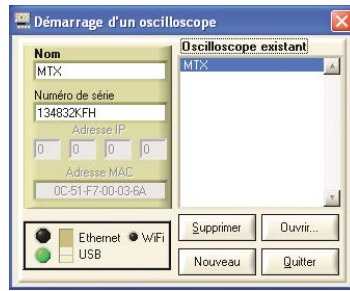 Démarrage d'un oscilloscope
Nom
MTX
Numéro de série
134832KFH
Adresse IP
0 0 0 0
Adresse MAC
0C-51-F7-00-03-6A
Ethernet WiFi
USB
Oscilloscope existant
MTX
Supprimer Ouvrir...
Nouveau Quitter